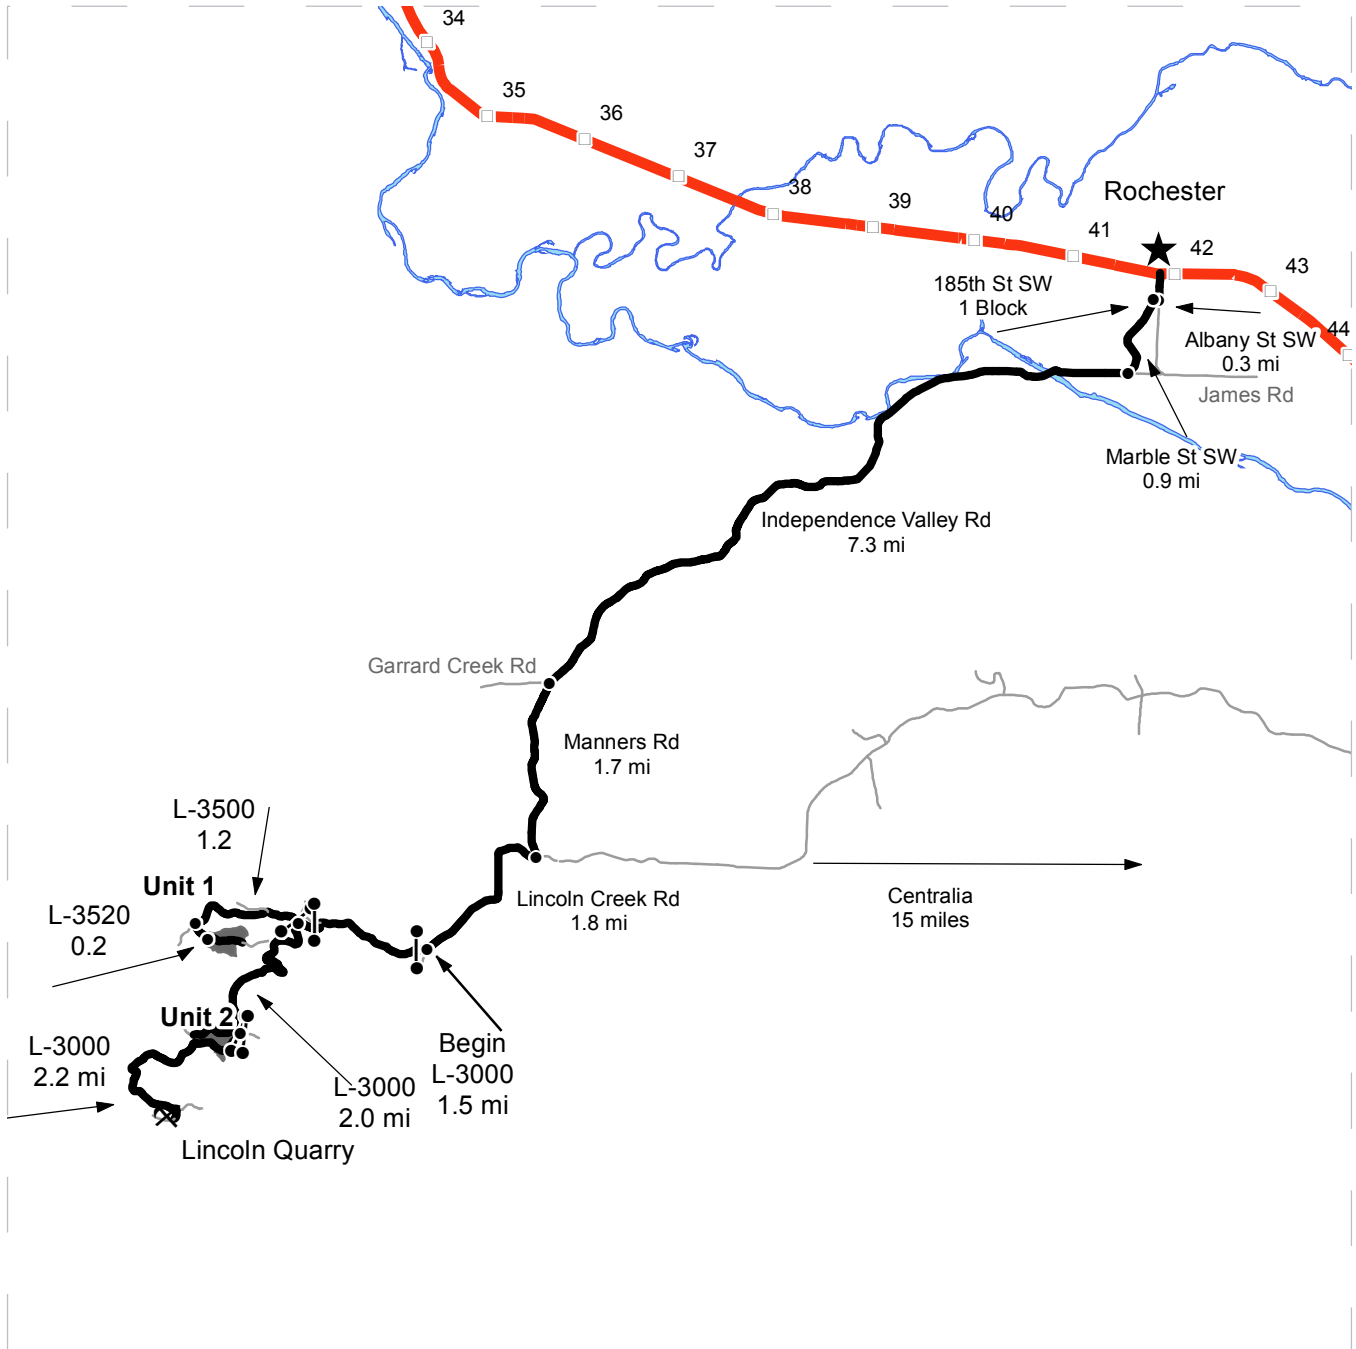 34
35
36
37
38
39
40
41
Rochester
42
43
44
185th St SW
1 Block
Albany St SW
0.3 mi
James Rd
Marble St SW
0.9 mi
Independence Valley Rd
7.3 mi
Garrard Creek Rd
Manners Rd
1.7 mi
L-3500
1.2
Unit 1
L-3520
0.2
Lincoln Creek Rd
1.8 mi
Centralia
15 miles
Unit 2
L-3000
2.2 mi
Begin
L-3000
1.5 mi
L-3000
2.0 mi
Lincoln Quarry